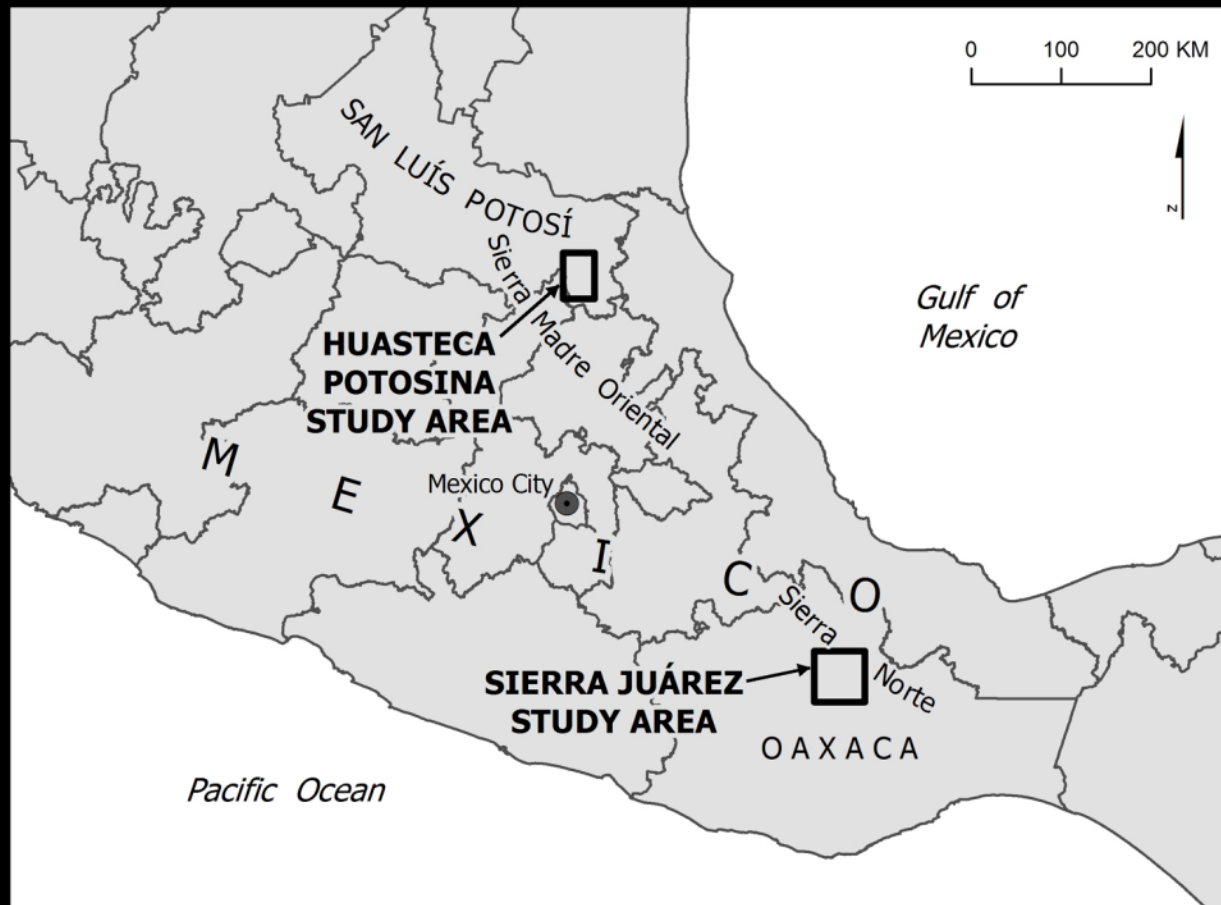 0 100 200 KM
N
SAN LUÍS POTOSÍ
Sierra Madre Oriental
Gulf of
Mexico
HUASTECA
POTOSINA
STUDY AREA
MEXICO
Mexico City
Sierra Norte
SIERRA JUÁREZ
STUDY AREA
OAXACA
Pacific Ocean